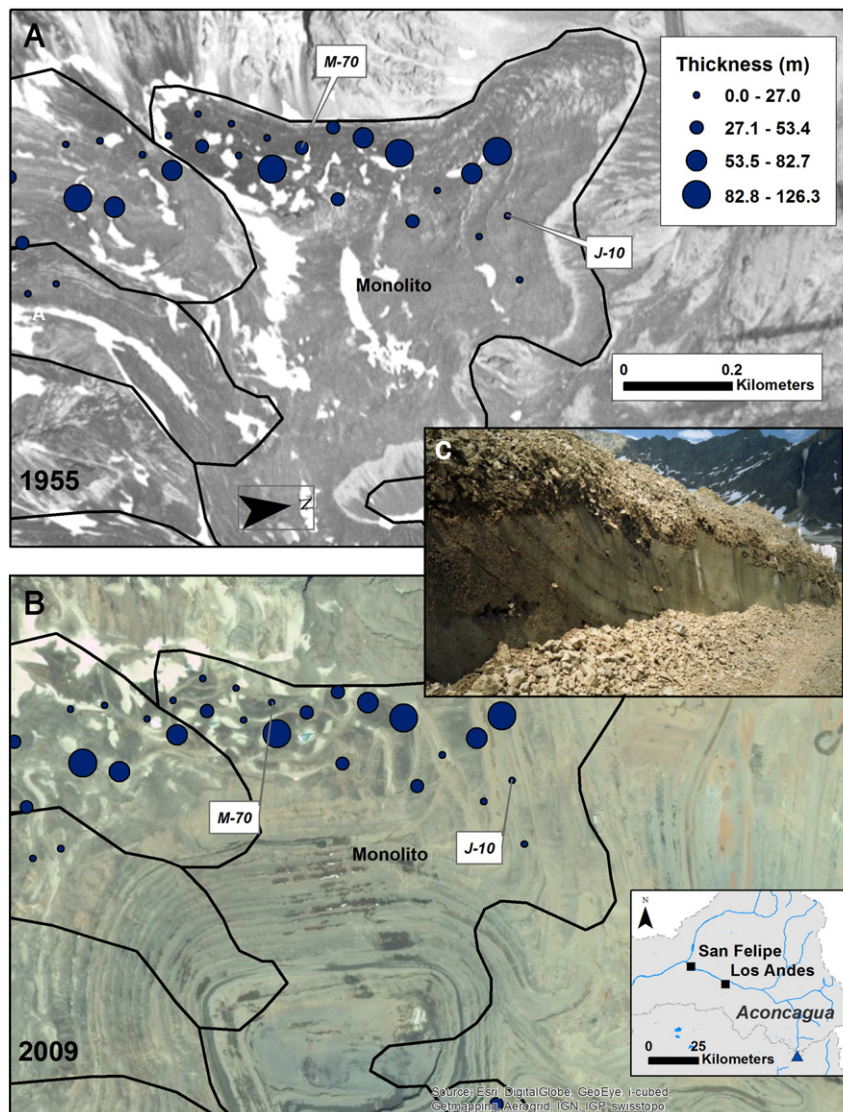 A
M-70
Thickness (m)
0.0 - 27.0
27.1 - 53.4
53.5 - 82.7
82.8 - 126.3
J-10
Monolito
A
0 0.2
Kilometers
1955
N
C
B
M-70
J-10
Monolito
N
San Felipe
Los Andes
Aconcagua
0 25
Kilometers
2009
Source: Esri, DigitalGlobe, GeoEye, i-cubed,
Getmapping, Aerogrid, IGN, IGP, swisstopo,